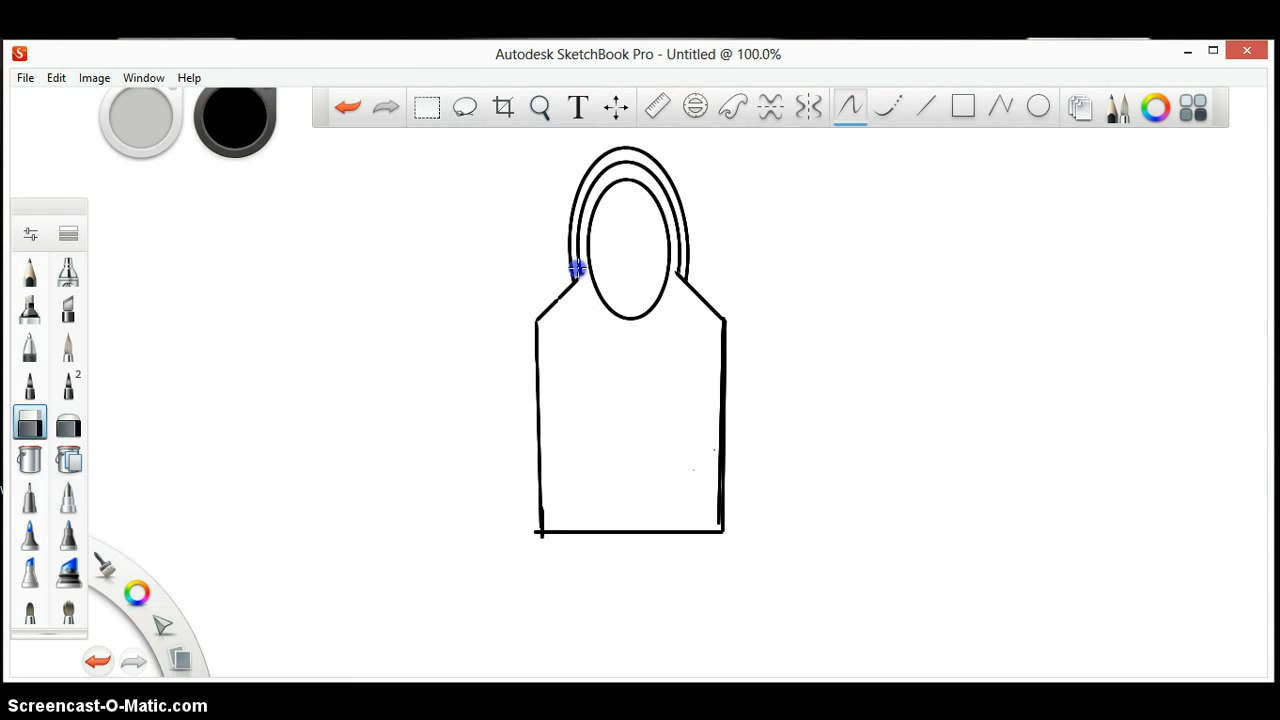 Autodesk SketchBook Pro - Untitled @ 100.0%
File Edit Image Window Help
T
2
Screencast-O-Matic.com